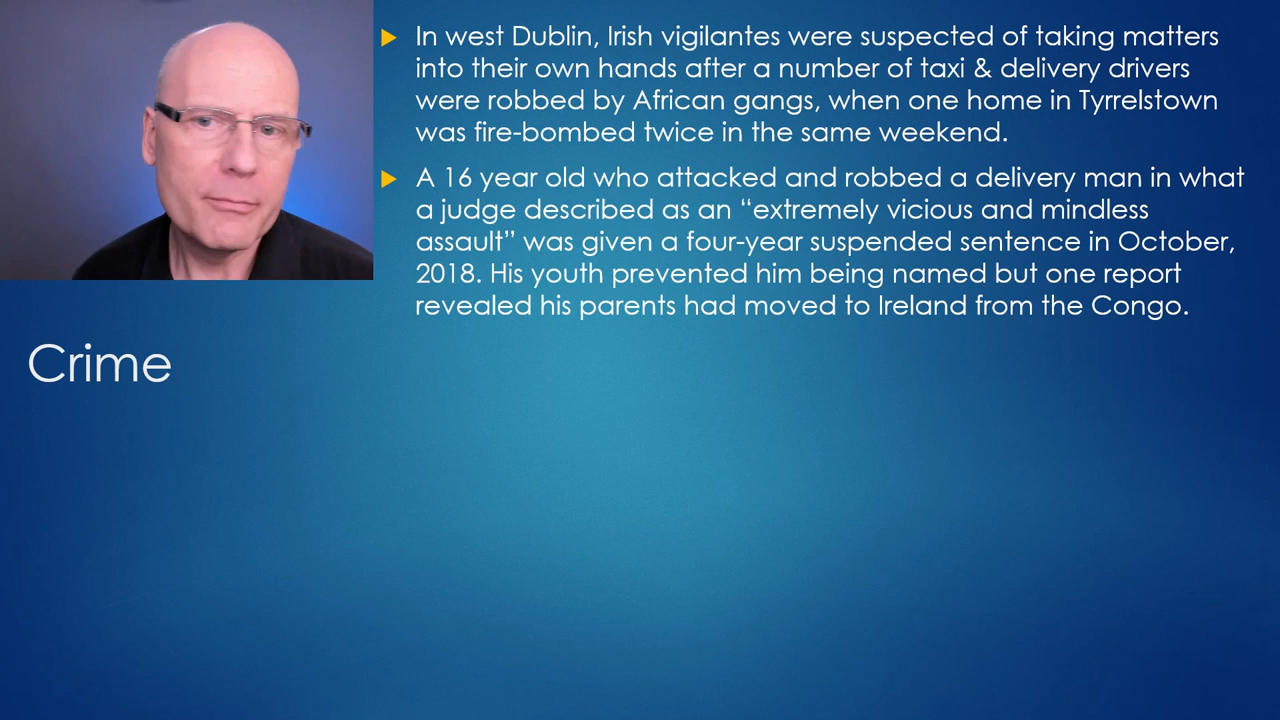 In west Dublin, Irish vigilantes were suspected of taking matters
into their own hands after a number of taxi & delivery drivers
were robbed by African gangs, when one home in Tyrrelstown
was fire-bombed twice in the same weekend.
A 16 year old who attacked and robbed a delivery man in what
a judge described as an “extremely vicious and mindless
assault” was given a four-year suspended sentence in October,
2018. His youth prevented him being named but one report
revealed his parents had moved to Ireland from the Congo.
Crime